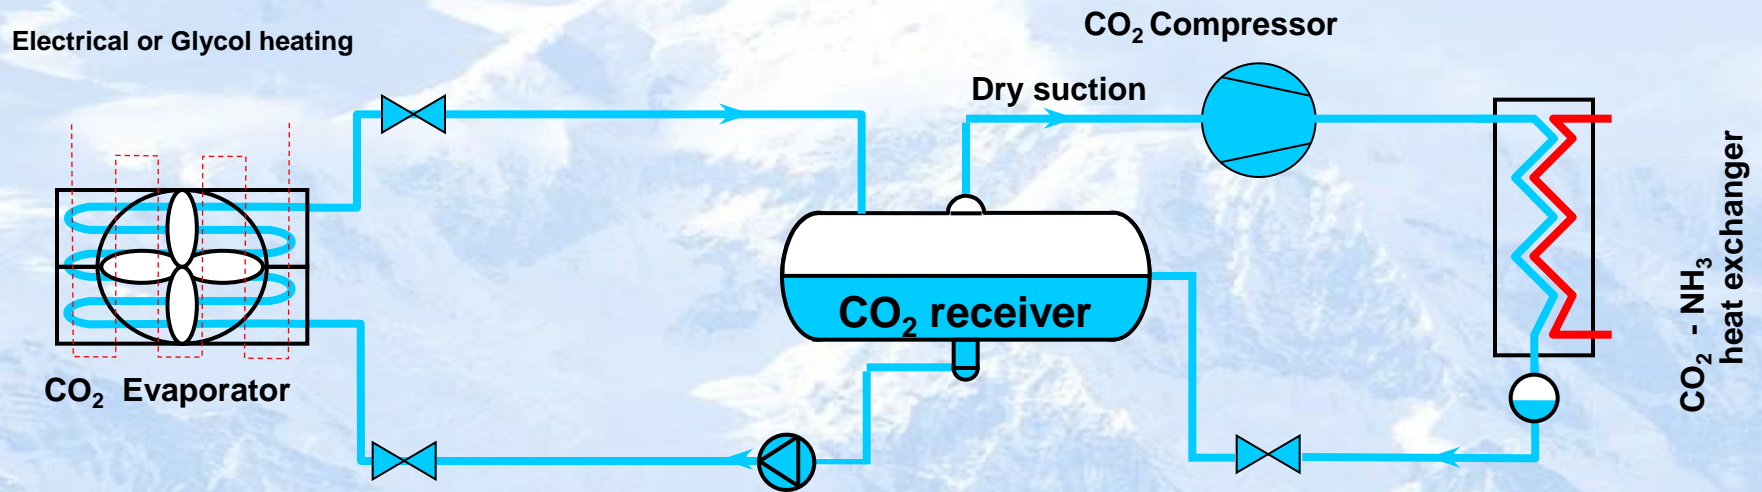 Electrical or Glycol heating
CO₂ Compressor
Dry suction
CO₂ receiver
CO₂ Evaporator
CO₂ - NH₃
heat exchanger